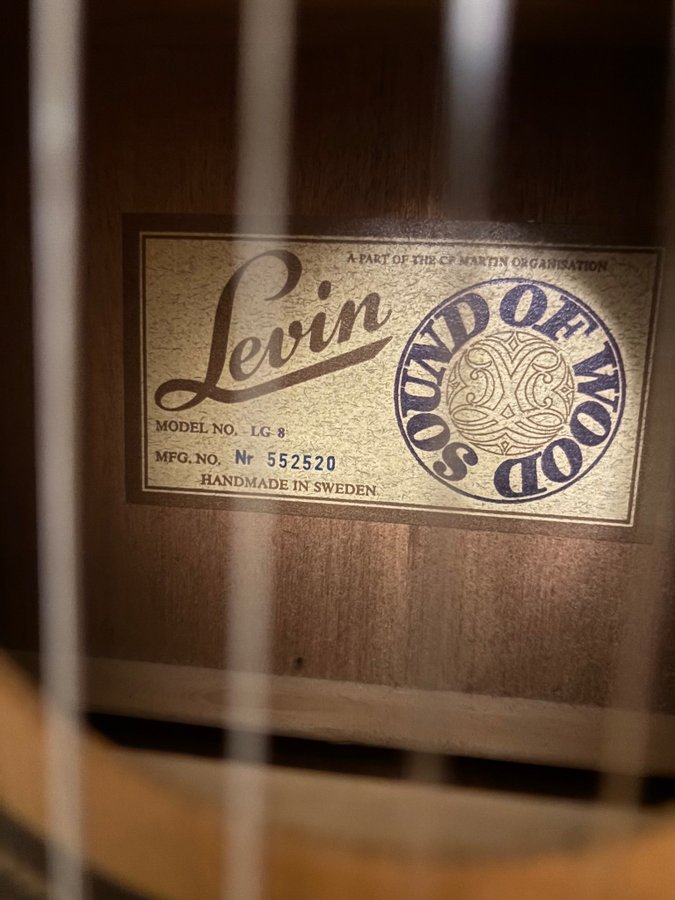 A PART OF THE CF MARTIN ORGANISATION
Levin
SOUND OF WOOD
MODEL NO. LG 8
MFG. NO. Nr 552520
HANDMADE IN SWEDEN